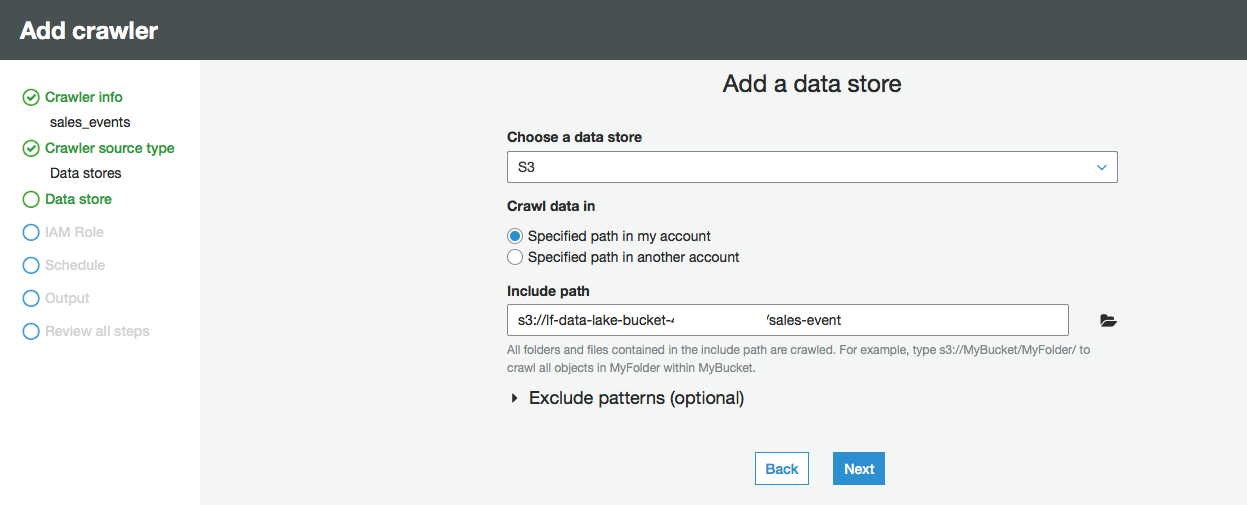 Add crawler
Crawler info
sales_events
Crawler source type
Data stores
Data store
IAM Role
Schedule
Output
Review all steps
Add a data store
Choose a data store
S3
Crawl data in
Specified path in my account
Specified path in another account
Include path
s3://lf-data-lake-bucket- /sales-event
All folders and files contained in the include path are crawled. For example, type s3://MyBucket/MyFolder/ to
crawl all objects in MyFolder within MyBucket.
Exclude patterns (optional)
Back
Next